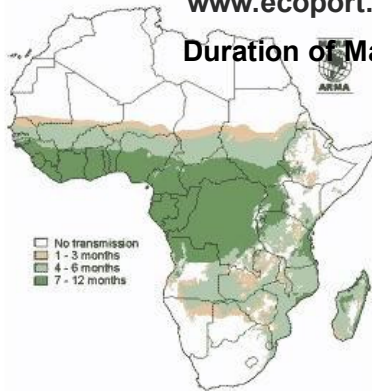 www.ecoport.
Duration of Ma
ARMA
No transmission
1 - 3 months
4 - 6 months
7 - 12 months